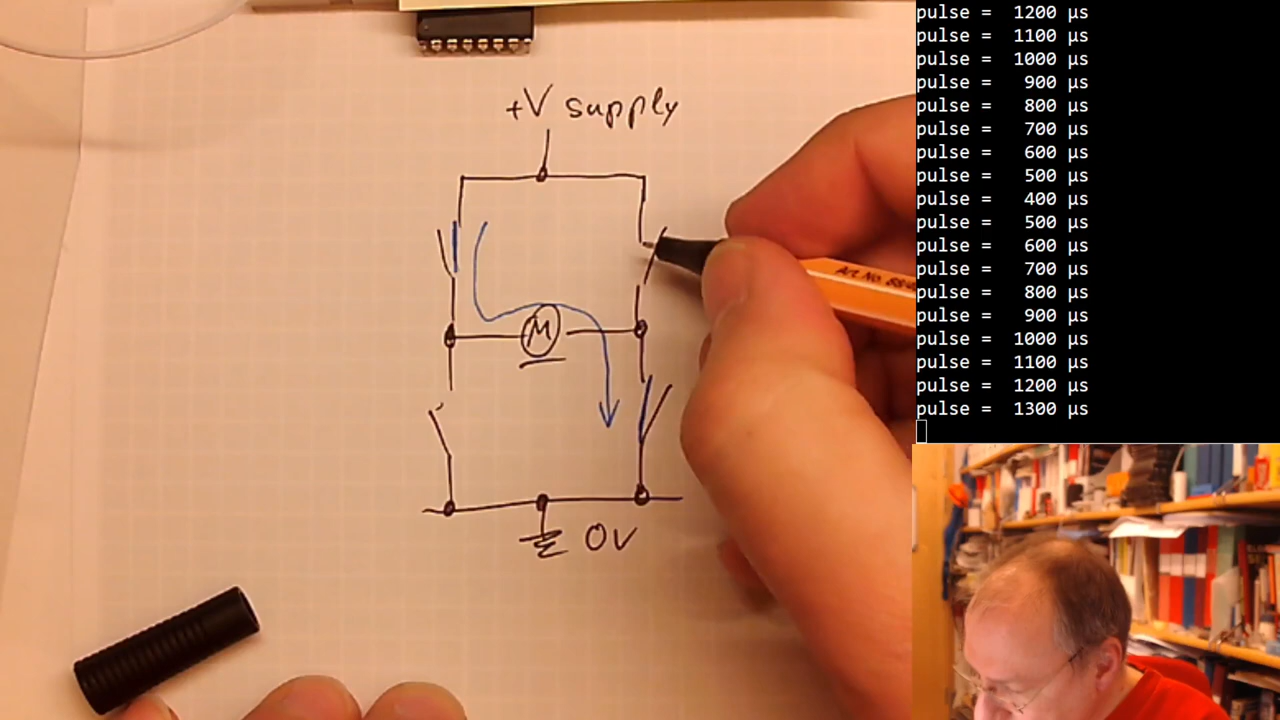 +V supply
M
0V
Art. No 88
pulse =  1200 µs
pulse =  1100 µs
pulse =  1000 µs
pulse =   900 µs
pulse =   800 µs
pulse =   700 µs
pulse =   600 µs
pulse =   500 µs
pulse =   400 µs
pulse =   500 µs
pulse =   600 µs
pulse =   700 µs
pulse =   800 µs
pulse =   900 µs
pulse =  1000 µs
pulse =  1100 µs
pulse =  1200 µs
pulse =  1300 µs